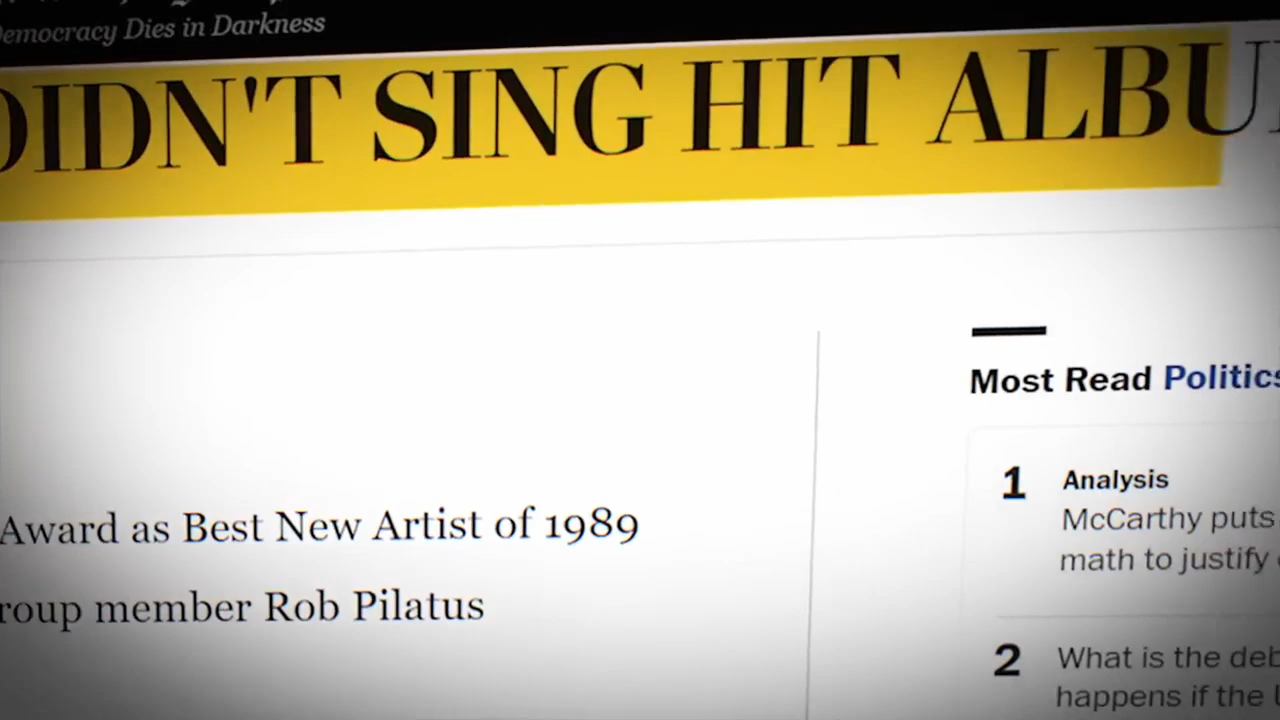 Democracy Dies in Darkness
DIDN'T SING HIT ALBU
Award as Best New Artist of 1989
roup member Rob Pilatus
Most Read Politics
1 Analysis
McCarthy puts
math to justify
2 What is the deb
happens if the